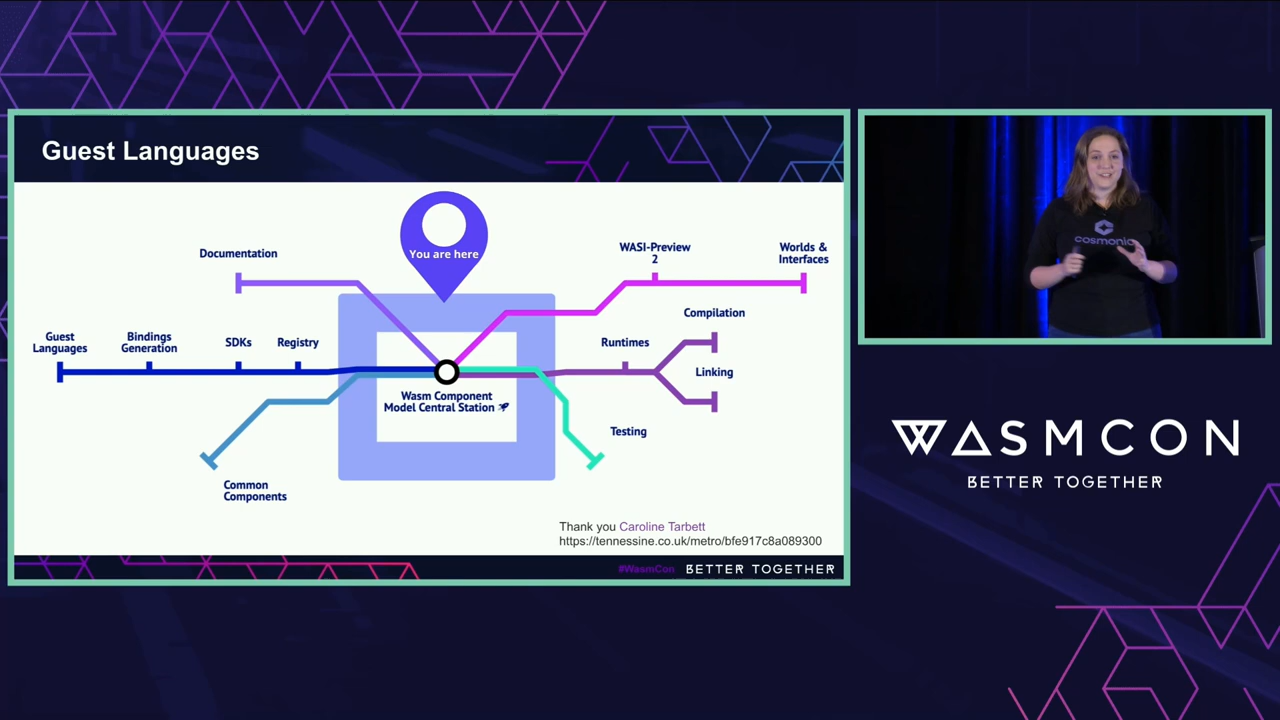 Guest Languages
You are here
Documentation
WASI-Preview
2
Worlds &
Interfaces
Guest
Languages
Bindings
Generation
SDKs
Registry
Runtimes
Compilation
Linking
Wasm Component
Model Central Station
Testing
Common
Components
Thank you Caroline Tarbett
https://tennessine.co.uk/metro/bfe917c8a089300
#WasmCon
BETTER TOGETHER
cosmonic
WASMCON
BETTER TOGETHER